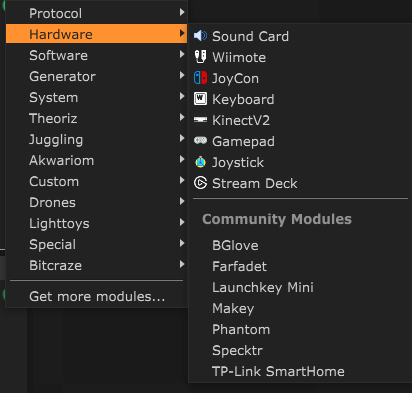 Protocol
Hardware
Software
Generator
System
Theoriz
Juggling
Akwariom
Custom
Drones
Lighttoys
Special
Bitcraze
Get more modules...
Sound Card
Wiimote
JoyCon
Keyboard
KinectV2
Gamepad
Joystick
Stream Deck
Community Modules
BGlove
Farfadet
Launchkey Mini
Makey
Phantom
Specktr
TP-Link SmartHome